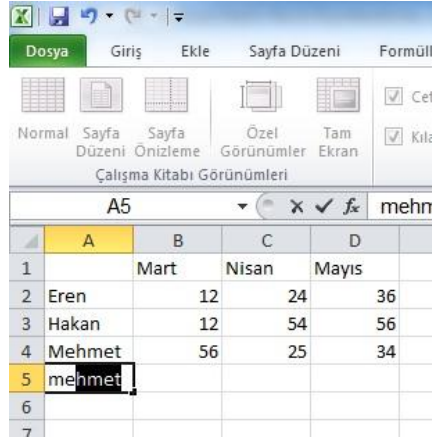 Dosya Giriş Ekle Sayfa Düzeni Formüll
Normal Sayfa Düzeni Sayfa Önizleme Özel Görünümler Tam Ekran
Çalışma Kitabı Görünümleri
A5 fx mehm
A B C D
1 Mart Nisan Mayıs
2 Eren 12 24 36
3 Hakan 12 54 56
4 Mehmet 56 25 34
5 mehmet
6
7